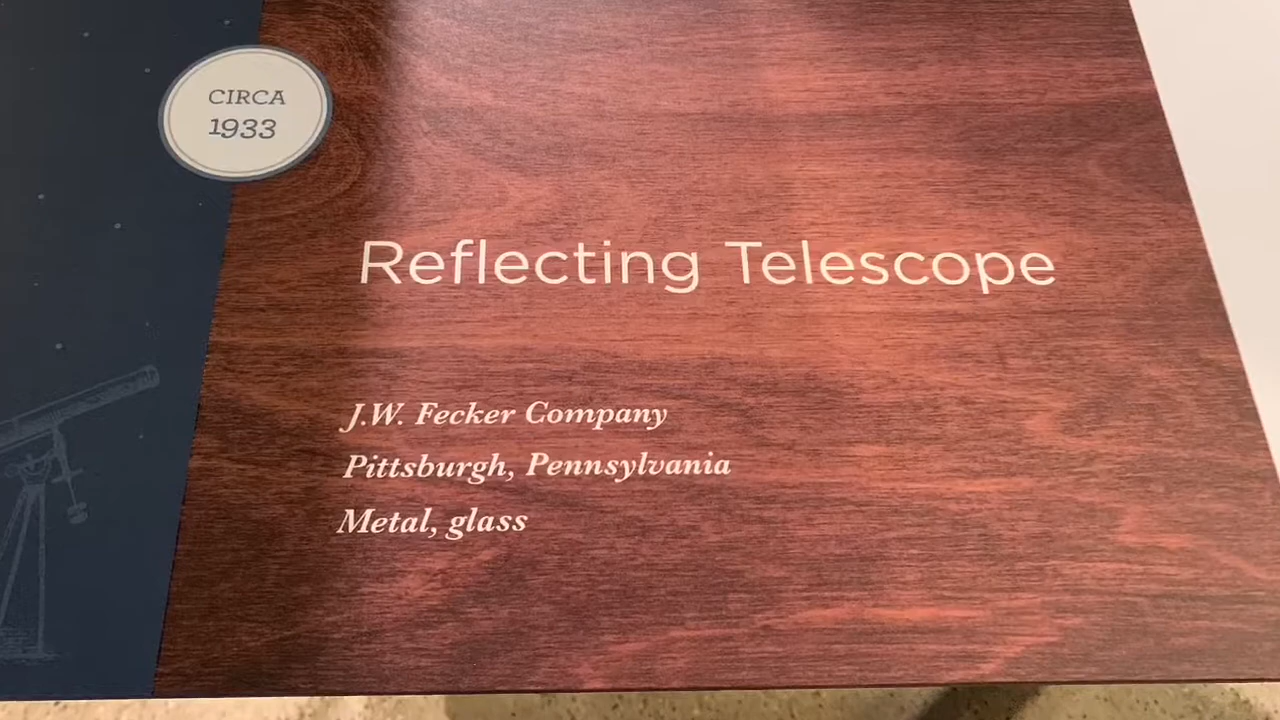 CIRCA
1933
Reflecting Telescope
J.W. Fecker Company
Pittsburgh, Pennsylvania
Metal, glass